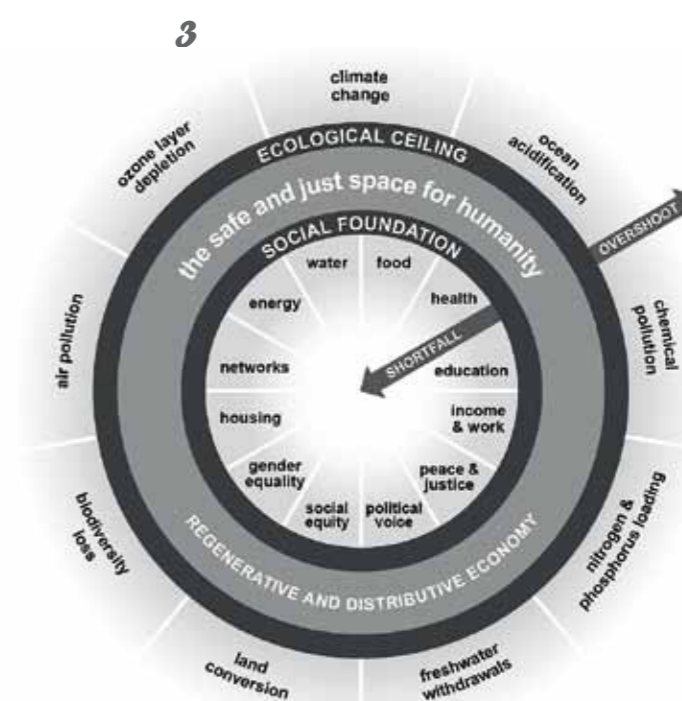 3
climate
change
ocean
acidification
chemical
pollution
nitrogen &
phosphorus loading
freshwater
withdrawals
land
conversion
biodiversity
loss
air pollution
ozone layer
depletion
ECOLOGICAL CEILING
the safe and just space for humanity
SOCIAL FOUNDATION
OVERSHOOT
water
food
health
SHORTFALL
education
income
& work
peace &
justice
political
voice
social
equity
gender
equality
housing
networks
energy
REGENERATIVE AND DISTRIBUTIVE ECONOMY